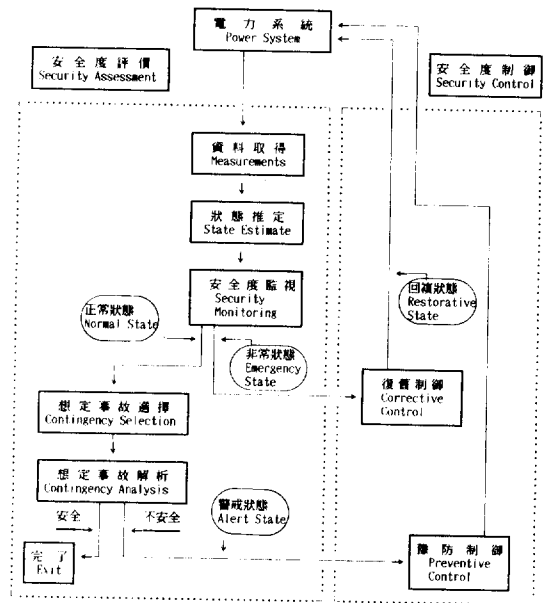 電力系統
Power System
安全度評價
Security Assessment
安全度制御
Security Control
資料取得
Measurements
狀態推定
State Estimate
安全度監視
Security
Monitoring
正常狀態
Normal State
回復狀態
Restorative
State
非常狀態
Emergency
State
想定事故選擇
Contingency Selection
復舊制御
Corrective
Control
想定事故解析
Contingency Analysis
安全
不安全
警戒狀態
Alert State
完了
Exit
豫防制御
Preventive
Control